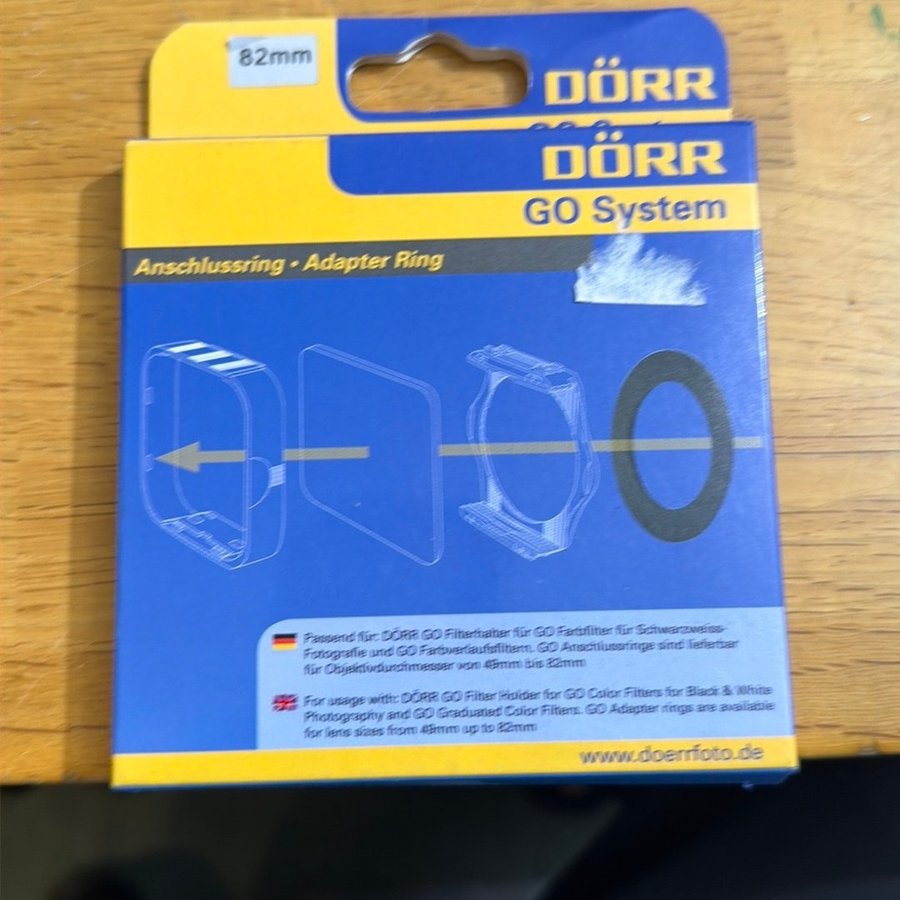 82mm
DÖRR
DÖRR
GO System
Anschlussring • Adapter Ring
Passend für: DÖRR GO Filterhalter für GO Farbfilter für Schwarzweiss-
Fotografie und GO Farbverlaufsfiltern. GO Anschlussringe sind lieferbar
für Objektivdurchmesser von 49mm bis 82mm
For usage with: DÖRR GO Filter Holder for GO Color Filters for Black & White
Photography and GO Graduated Color Filters. GO Adapter rings are available
for lens sizes from 49mm up to 82mm
www.doerrfoto.de